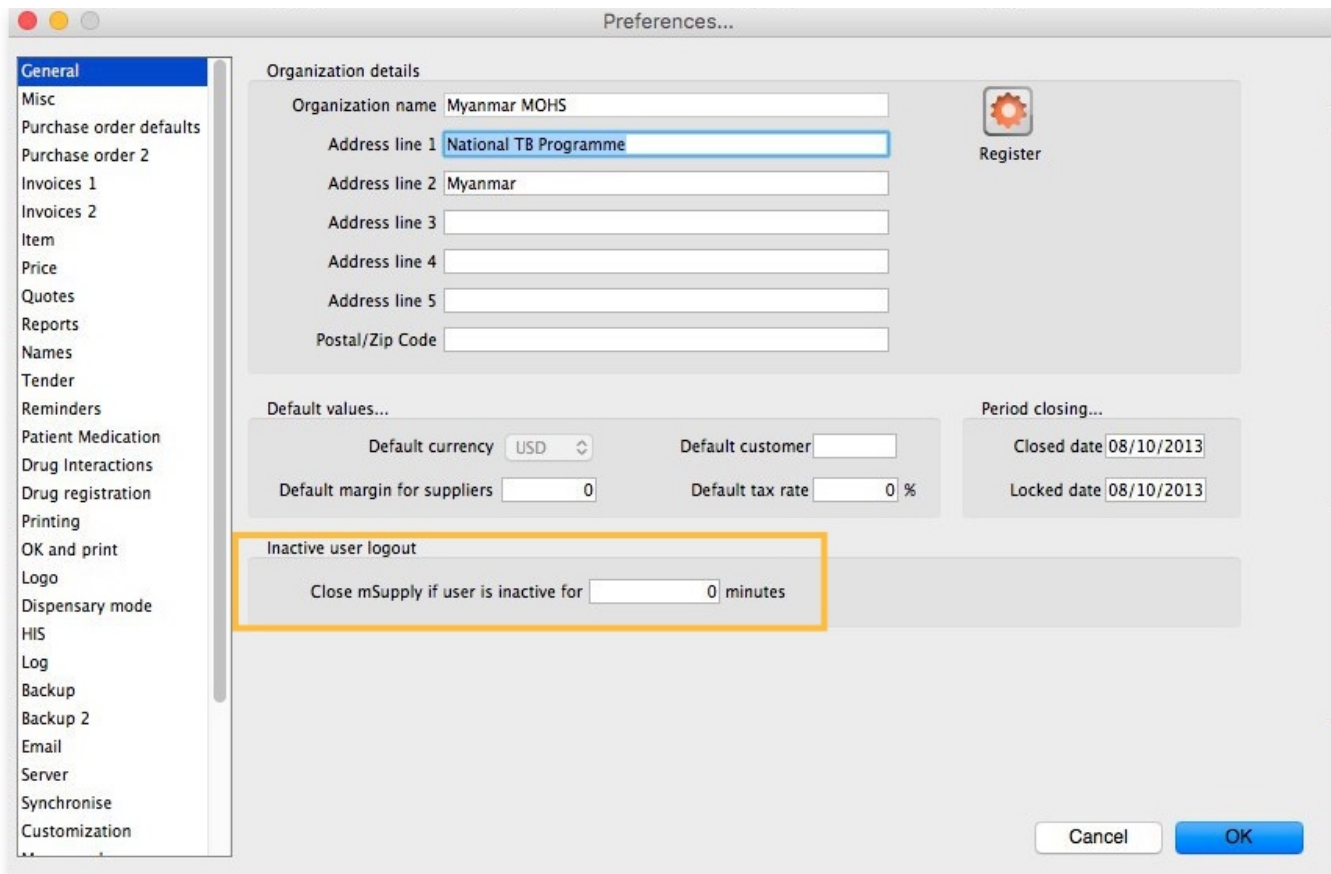 Preferences...
General
Misc
Purchase order defaults
Purchase order 2
Invoices 1
Invoices 2
Item
Price
Quotes
Reports
Names
Tender
Reminders
Patient Medication
Drug Interactions
Drug registration
Printing
OK and print
Logo
Dispensary mode
HIS
Log
Backup
Backup 2
Email
Server
Synchronise
Customization
Organization details
Organization name Myanmar MOHS
Address line 1 National TB Programme
Address line 2 Myanmar
Address line 3
Address line 4
Address line 5
Postal/Zip Code
Register
Default values...
Default currency USD Default customer
Default margin for suppliers 0 Default tax rate 0 %
Period closing...
Closed date 08/10/2013
Locked date 08/10/2013
Inactive user logout
Close mSupply if user is inactive for 0 minutes
Cancel OK